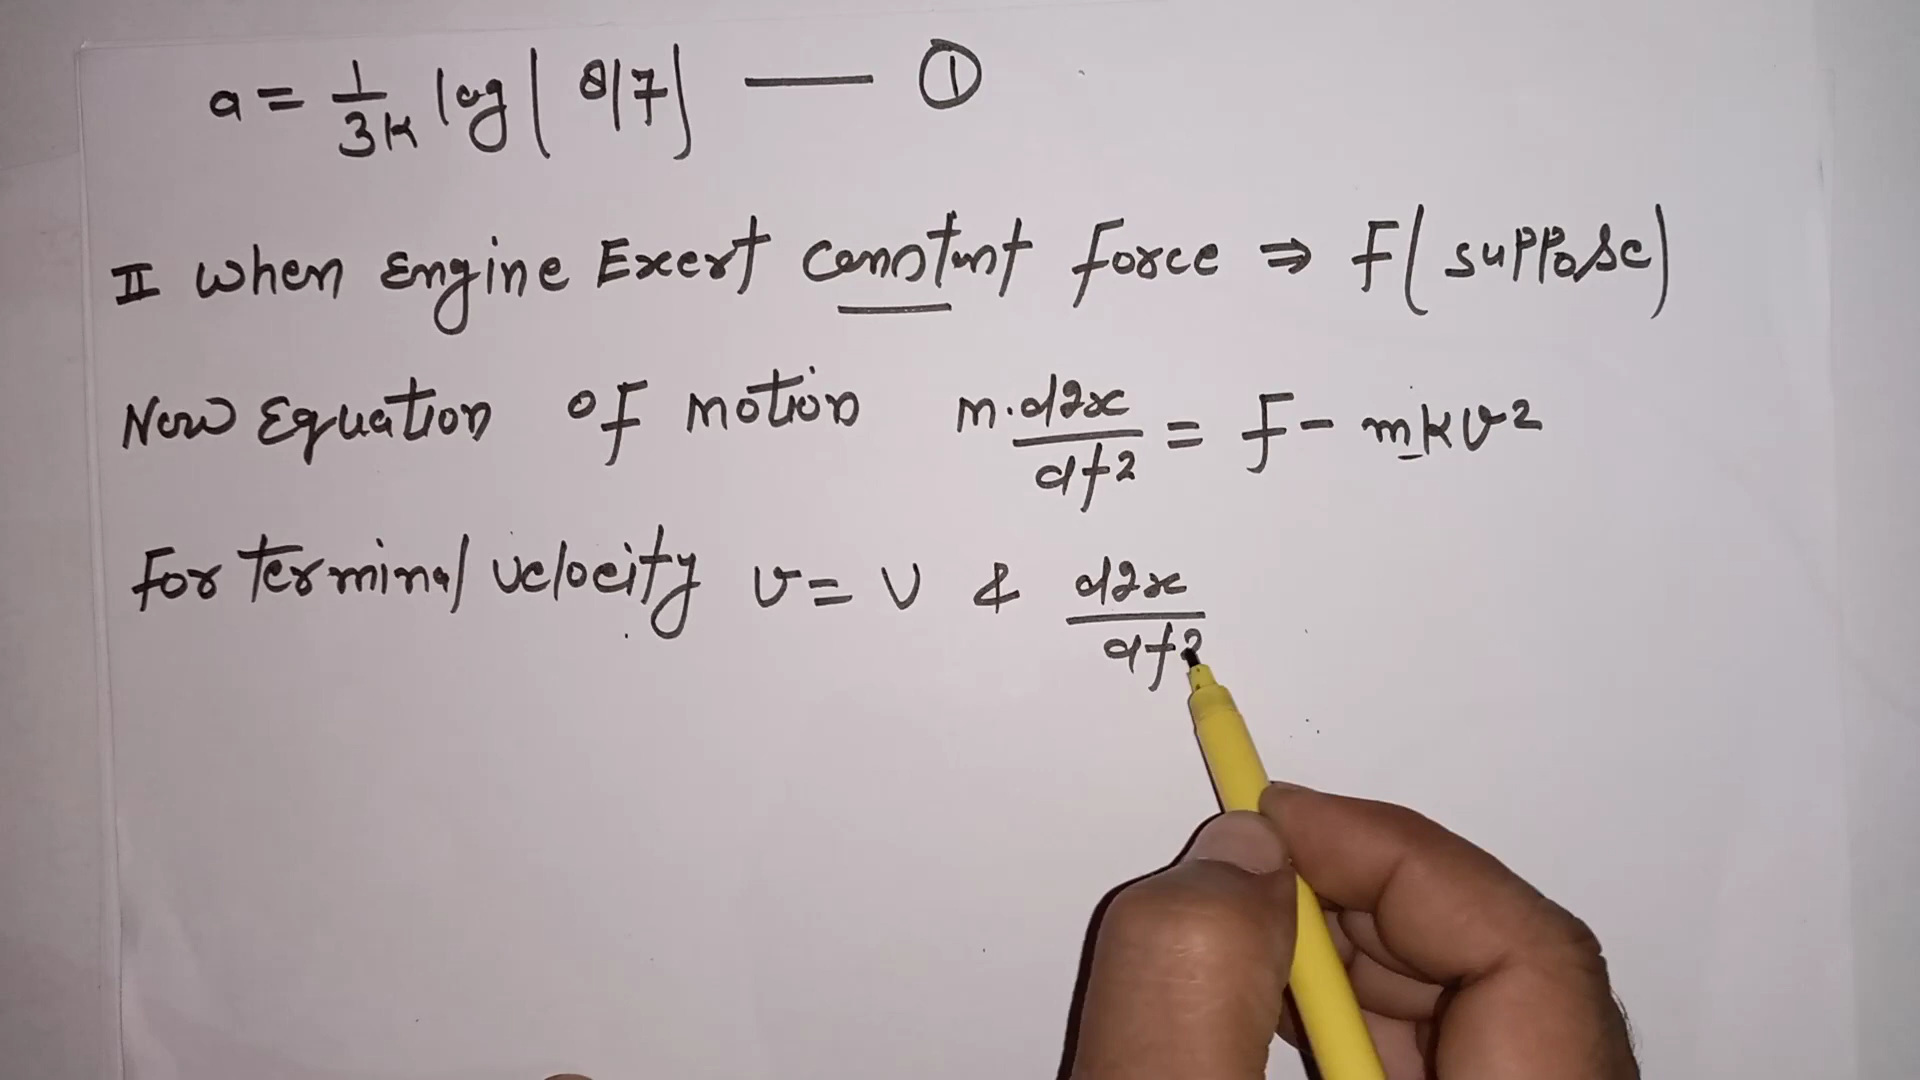 a = 1/3k log(8/7) — ①
II When Engine Exert constant force ⇒ F(suppose)
Now Equation of motion m.d2x/dt2 = F - mkv2
For Terminal velocity v = V & d2x/dt2